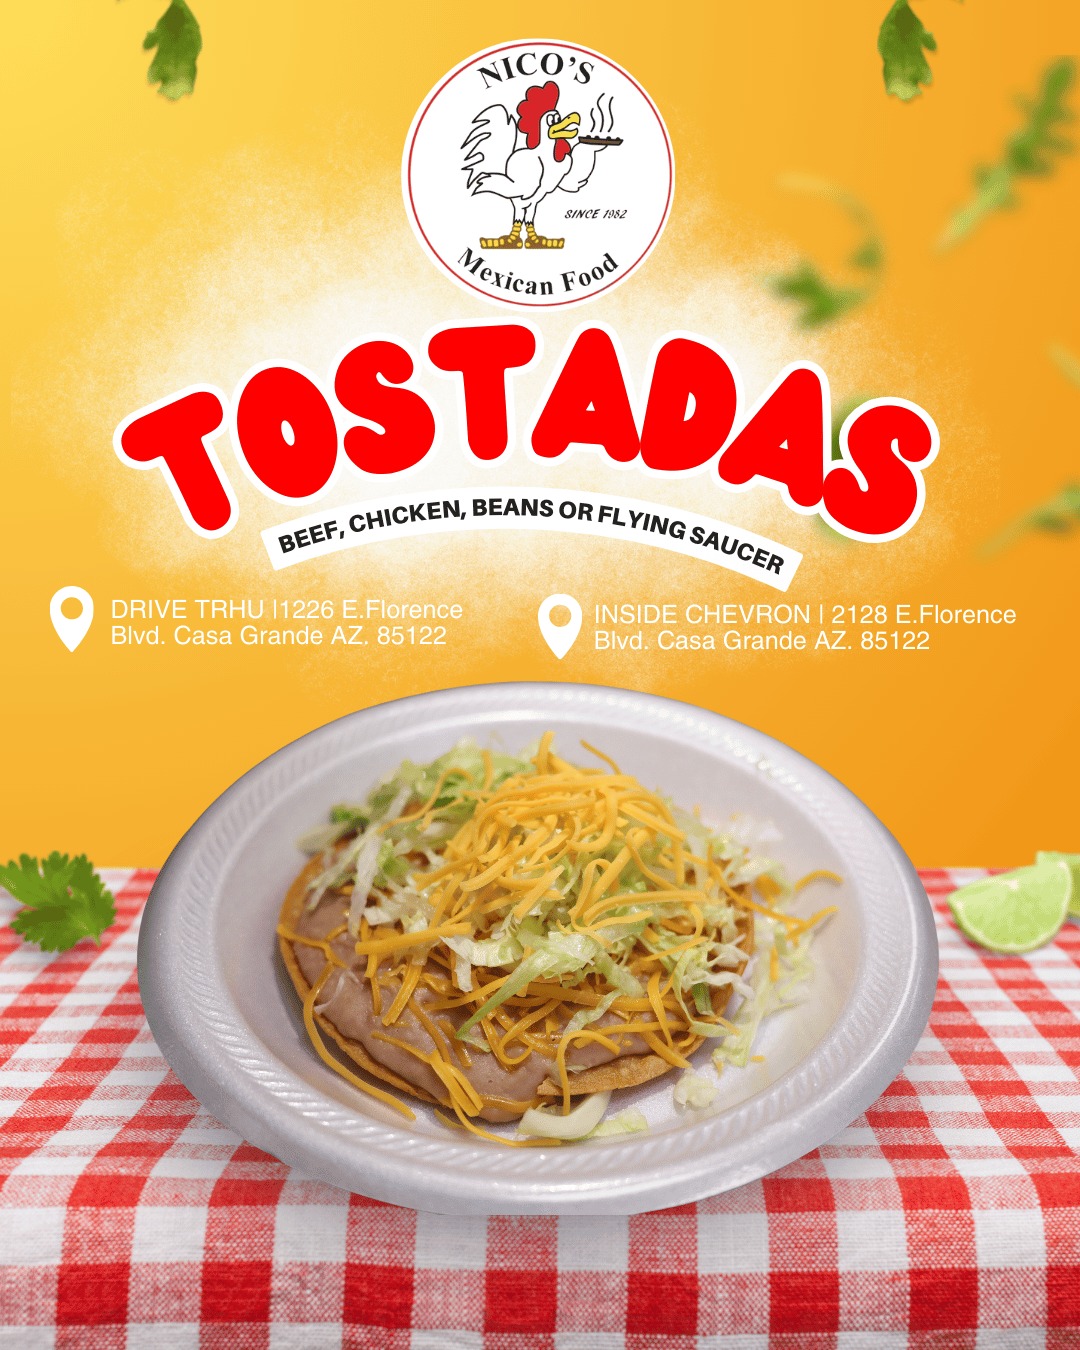 NICO'S
SINCE 1982
Mexican Food
TOSTADAS
BEEF, CHICKEN, BEANS OR FLYING SAUCER
DRIVE TRHU |1226 E.Florence
Blvd. Casa Grande AZ. 85122
INSIDE CHEVRON | 2128 E.Florence
Blvd. Casa Grande AZ. 85122